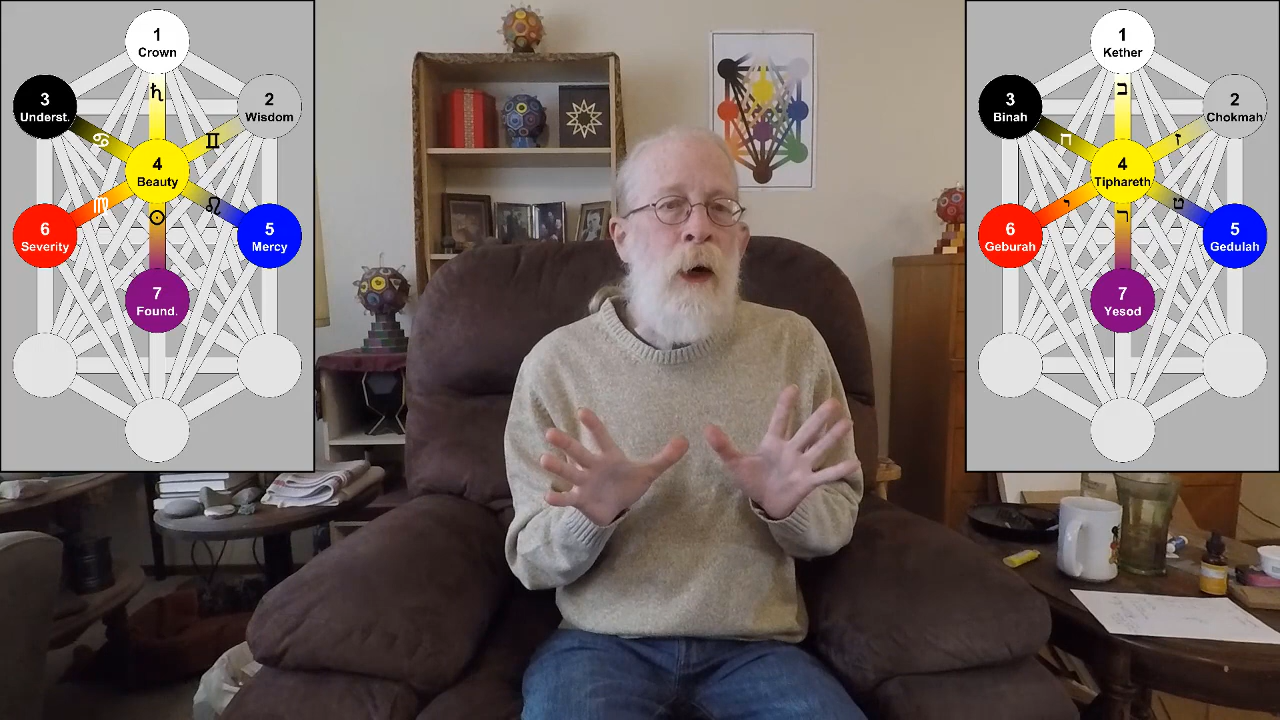 1
Crown
♄
3
Underst.
2
Wisdom
♋
♊
4
Beauty
♍
☉
♌
6
Severity
5
Mercy
7
Found.
1
Kether
ב
3
Binah
2
Chokmah
ח
ז
4
Tiphareth
י
ר
ט
6
Geburah
5
Gedulah
7
Yesod